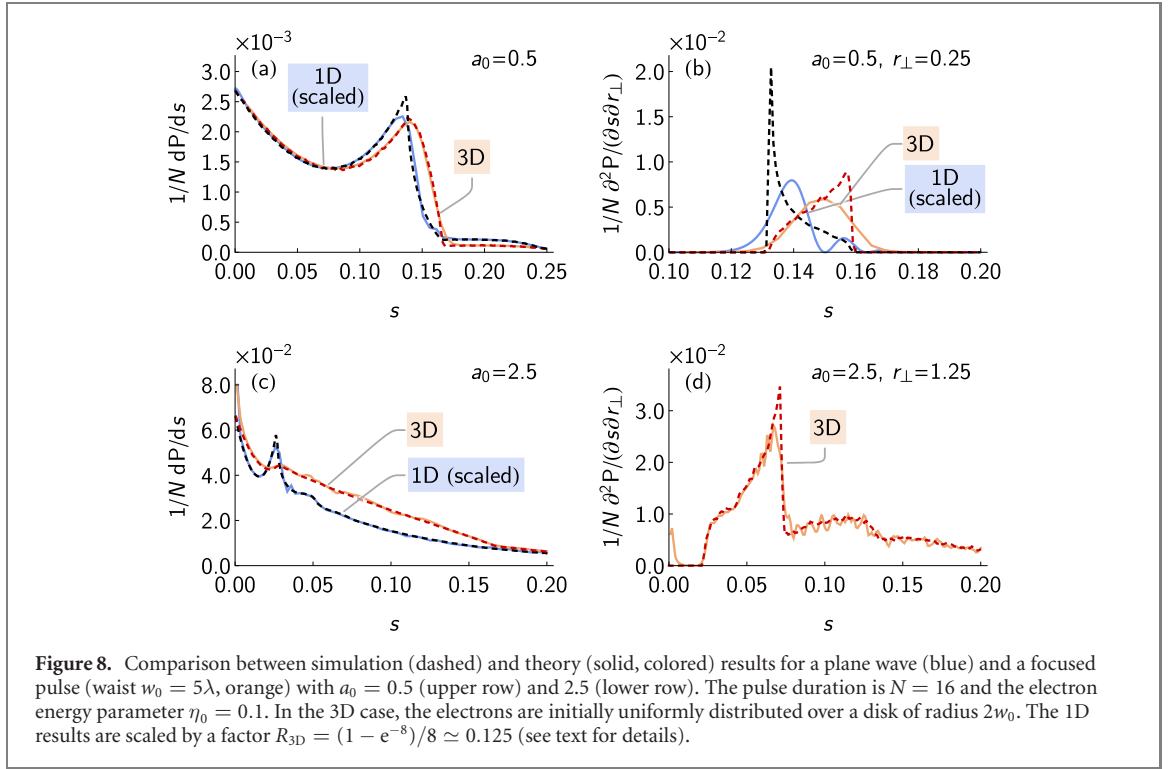 ×10⁻³
(a)
a₀=0.5
1D
(scaled)
3D
1/N dP/ds
3.0
2.5
2.0
1.5
1.0
0.5
0.0
0.00 0.05 0.10 0.15 0.20 0.25
s
×10⁻²
(b)
a₀=0.5, r⊥=0.25
3D
1D
(scaled)
1/N ∂²P/(∂s∂r⊥)
2.0
1.5
1.0
0.5
0.0
0.10 0.12 0.14 0.16 0.18 0.20
s
×10⁻²
(c)
a₀=2.5
3D
1D (scaled)
1/N dP/ds
8.0
6.0
4.0
2.0
0.0
0.00 0.05 0.10 0.15 0.20
s
×10⁻²
(d)
a₀=2.5, r⊥=1.25
3D
1/N ∂²P/(∂s∂r⊥)
3.0
2.0
1.0
0.0
0.00 0.05 0.10 0.15 0.20
s
Figure 8. Comparison between simulation (dashed) and theory (solid, colored) results for a plane wave (blue) and a focused
pulse (waist w₀ = 5λ, orange) with a₀ = 0.5 (upper row) and 2.5 (lower row). The pulse duration is N = 16 and the electron
energy parameter η₀ = 0.1. In the 3D case, the electrons are initially uniformly distributed over a disk of radius 2w₀. The 1D
results are scaled by a factor R₃D = (1 − e⁻⁸)/8 ≃ 0.125 (see text for details).